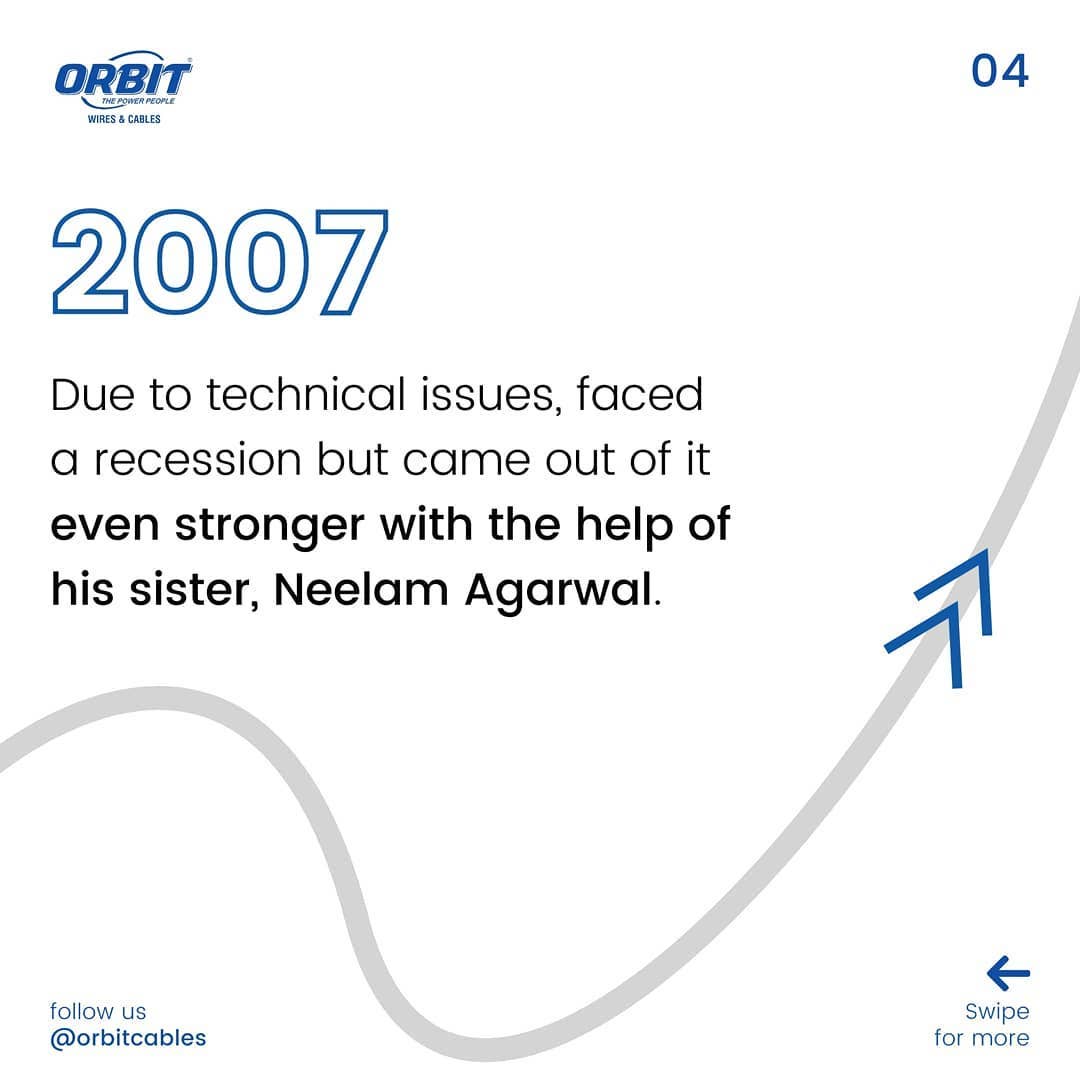 ORBIT
THE POWER PEOPLE
WIRES & CABLES
04
2007
Due to technical issues, faced
a recession but came out of it
even stronger with the help of
his sister, Neelam Agarwal.
follow us
@orbitcables
Swipe
for more